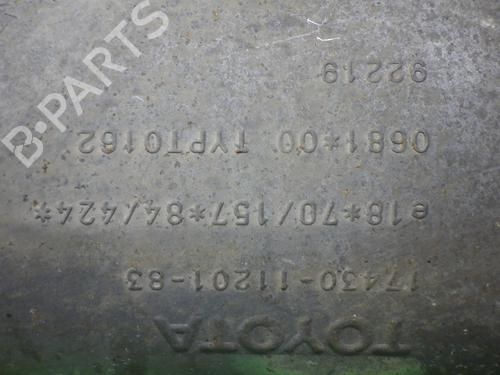 TOYOTA
17430-11201-83
e18*70/157*84/424*
0681*00 TYPT0162
92219
B-PARTS